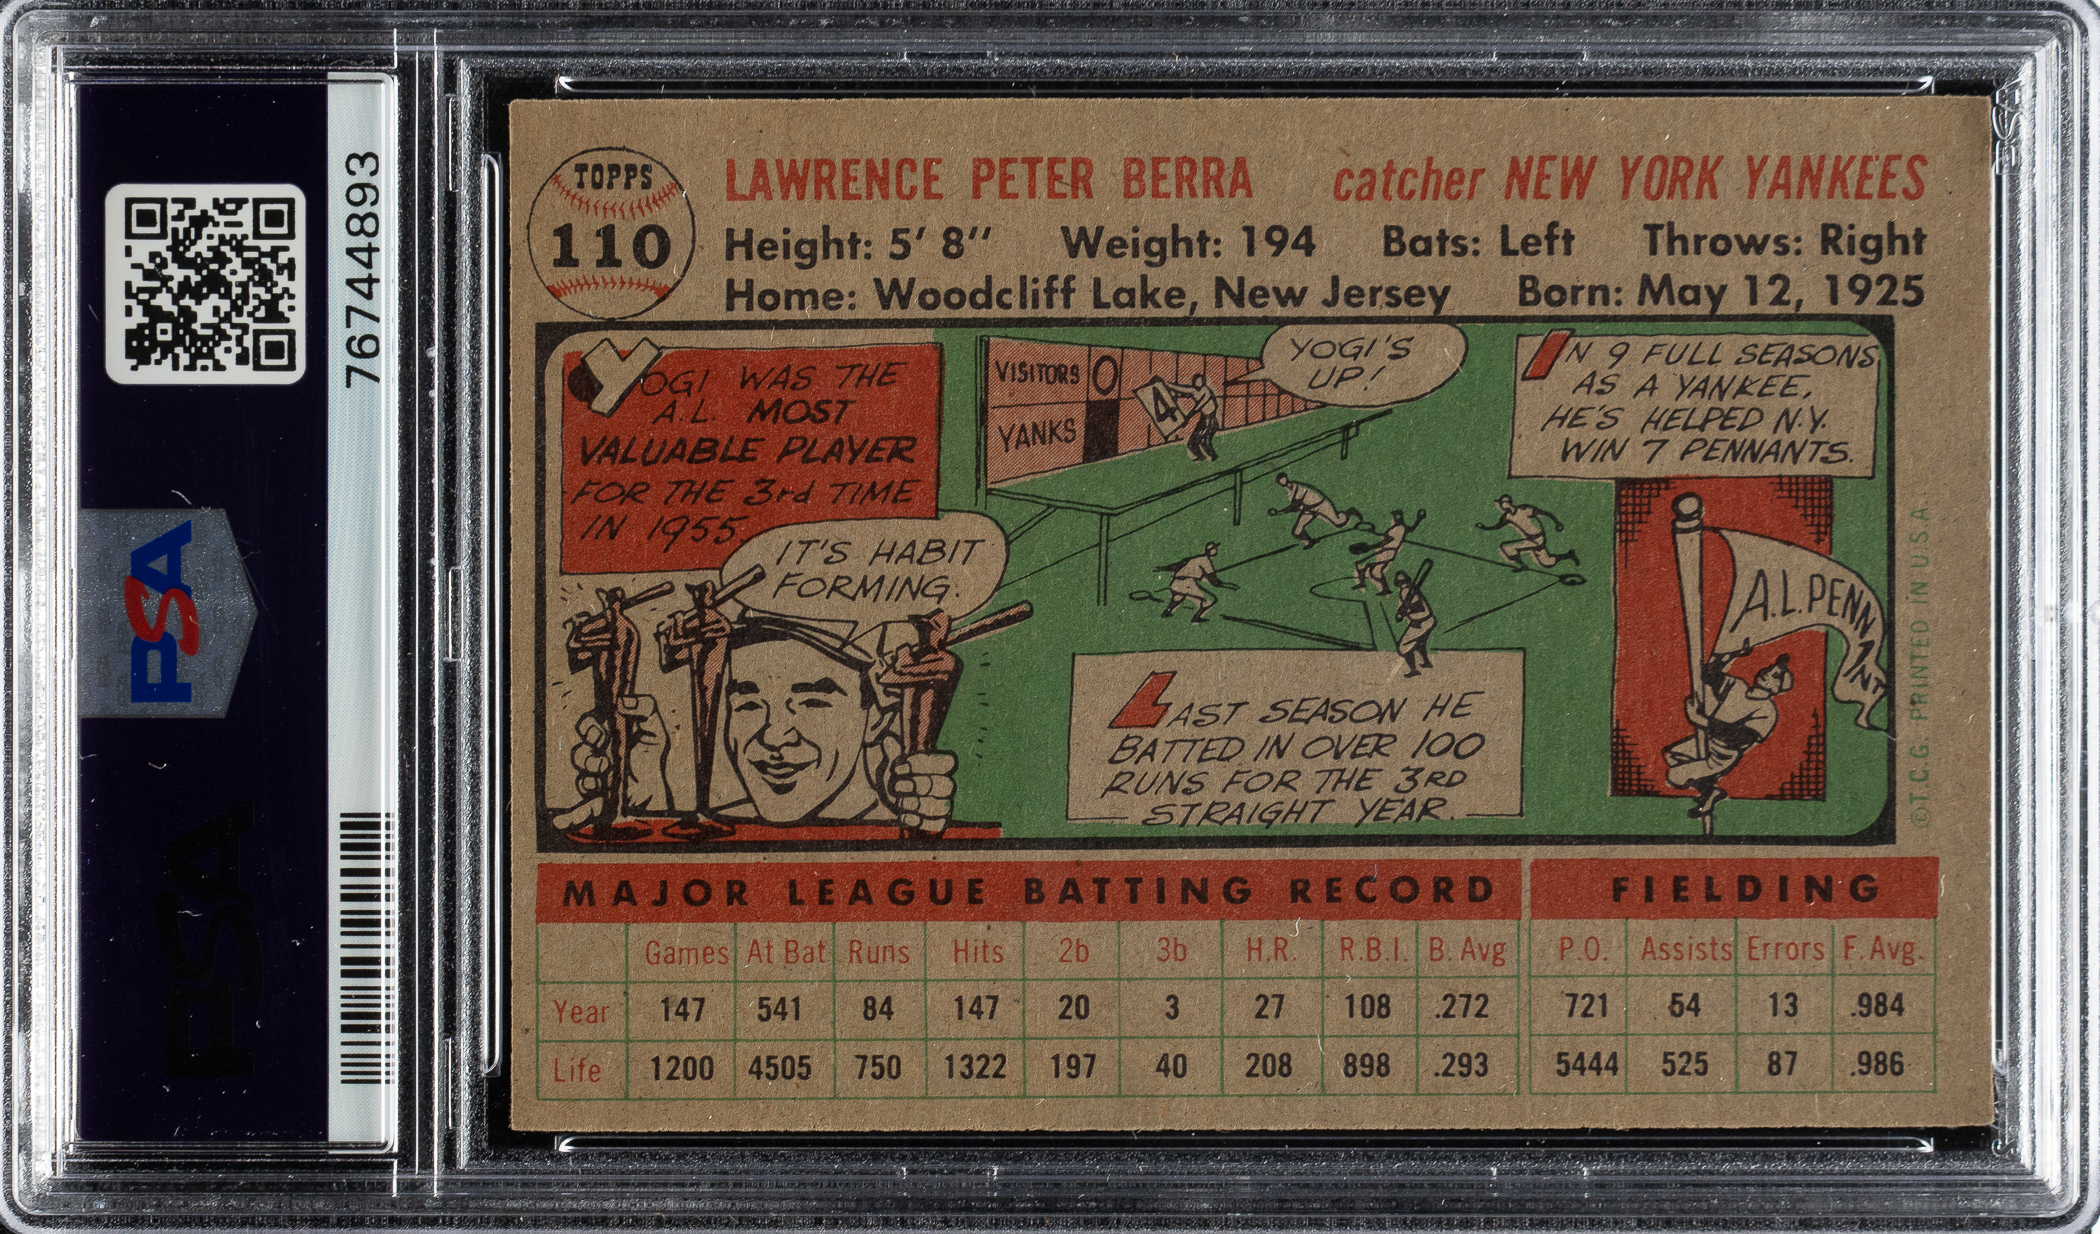 76744893
PSA
PSA
TOPPS
110
LAWRENCE PETER BERRA catcher NEW YORK YANKEES
Height: 5' 8" Weight: 194 Bats: Left Throws: Right
Home: Woodcliff Lake, New Jersey Born: May 12, 1925
YOGI WAS THE
A.L. MOST
VALUABLE PLAYER
FOR THE 3rd TIME
IN 1955.
IT'S HABIT
FORMING.
VISITORS 0
YANKS
4
YOGI'S
UP!
LAST SEASON HE
BATTED IN OVER 100
RUNS FOR THE 3RD
STRAIGHT YEAR.
IN 9 FULL SEASONS
AS A YANKEE,
HE'S HELPED N.Y.
WIN 7 PENNANTS.
A.L. PENNANT
©T.C.G. PRINTED IN U.S.A.
MAJOR LEAGUE BATTING RECORD FIELDING
Games At Bat Runs Hits 2b 3b H.R. R.B.I. B. Avg P.O. Assists Errors F. Avg.
Year 147 541 84 147 20 3 27 108 .272 721 54 13 .984
Life 1200 4505 750 1322 197 40 208 898 .293 5444 525 87 .986